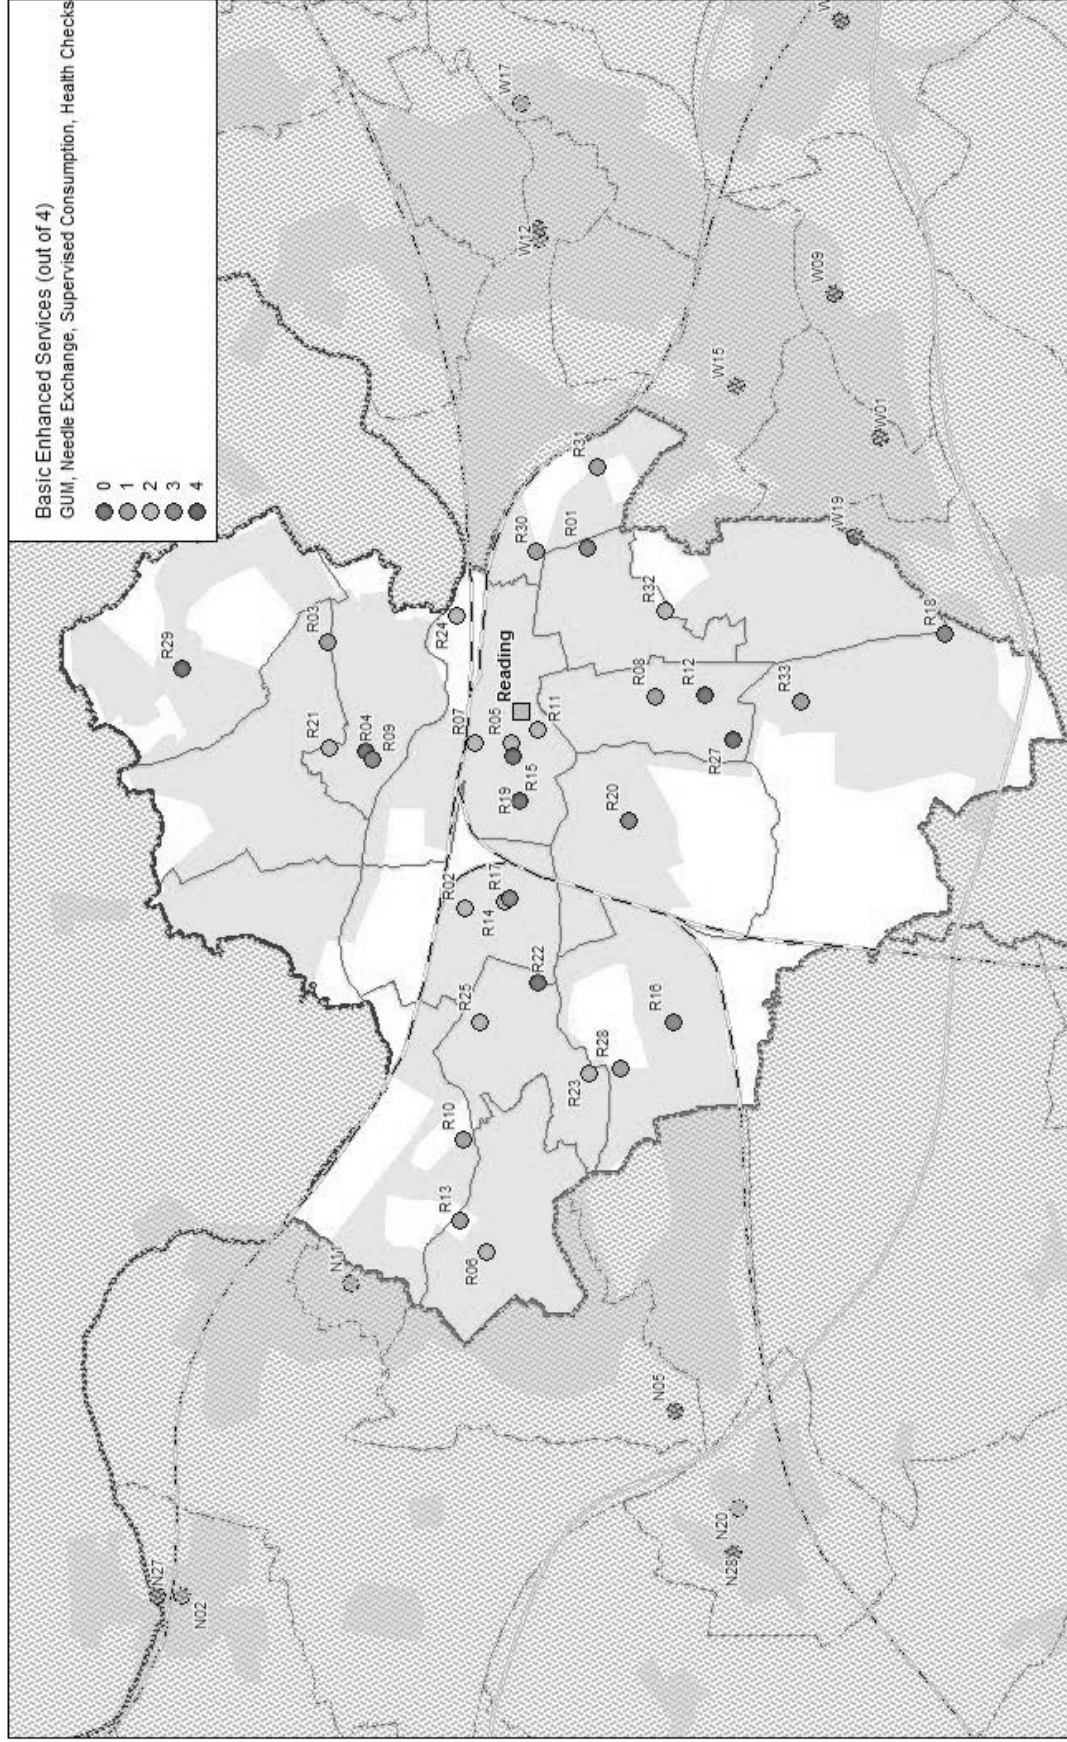 Basic Enhanced Services (out of 4)
GUM, Needle Exchange, Supervised Consumption, Health Checks
0
1
2
3
4
R29
R03
R21
R04
R09
R24
Reading
R07
R05
R11
R15
R19
R30
R01
R31
R32
R08
R12
R33
R18
R27
R20
R02
R17
R14
R22
R25
R16
R28
R23
R10
R13
R06
N11
N05
N20
N28
N27
N02
W17
W12
W09
W15
W01
W19